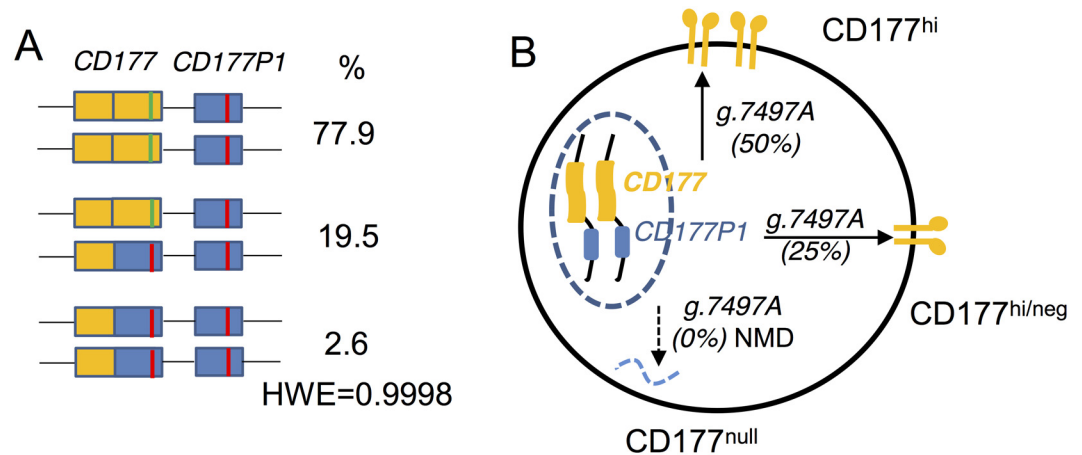 A
CD177 CD177P1 %
77.9
19.5
2.6
HWE=0.9998
B
CD177hi
g.7497A
(50%)
CD177
CD177P1
g.7497A
(25%)
CD177hi/neg
g.7497A
(0%) NMD
CD177null